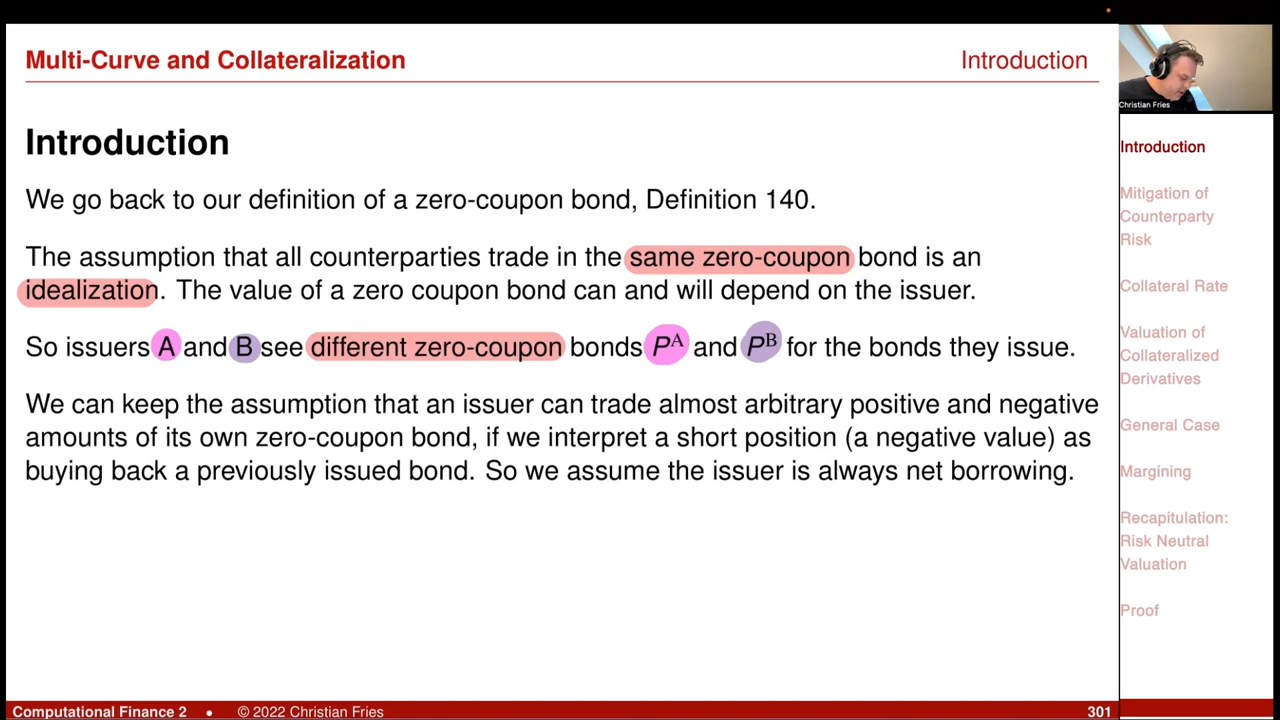 Multi-Curve and Collateralization
Introduction
Introduction
We go back to our definition of a zero-coupon bond, Definition 140.
The assumption that all counterparties trade in the same zero-coupon bond is an
idealization. The value of a zero coupon bond can and will depend on the issuer.
So issuers A and B see different zero-coupon bonds Pᴬ and Pᴮ for the bonds they issue.
We can keep the assumption that an issuer can trade almost arbitrary positive and negative
amounts of its own zero-coupon bond, if we interpret a short position (a negative value) as
buying back a previously issued bond. So we assume the issuer is always net borrowing.
Christian Fries
Introduction
Mitigation of
Counterparty
Risk
Collateral Rate
Valuation of
Collateralized
Derivatives
General Case
Margining
Recapitulation:
Risk Neutral
Valuation
Proof
Computational Finance 2 • © 2022 Christian Fries
301